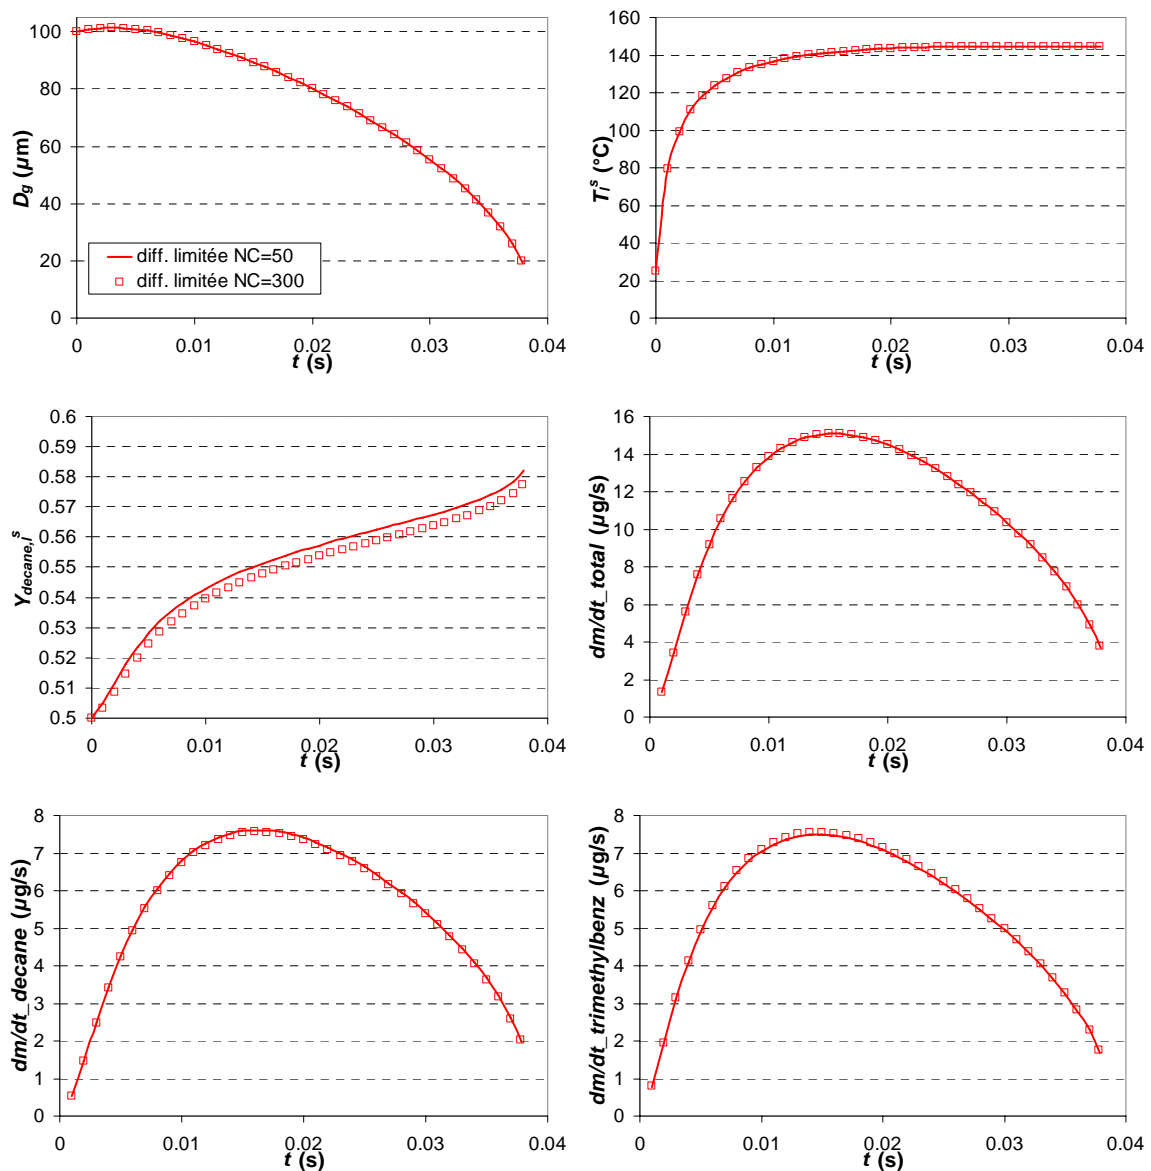 100
80
60
40
20
0
D_g (µm)
diff. limitée NC=50
diff. limitée NC=300
0 0.01 0.02 0.03 0.04
t (s)
160
140
120
100
80
60
40
20
0
T_l^s (°C)
0 0.01 0.02 0.03 0.04
t (s)
0.6
0.59
0.58
0.57
0.56
0.55
0.54
0.53
0.52
0.51
0.5
Y_decane,l^s
0 0.01 0.02 0.03 0.04
t (s)
16
14
12
10
8
6
4
2
0
dm/dt_total (µg/s)
0 0.01 0.02 0.03 0.04
t (s)
8
7
6
5
4
3
2
1
0
dm/dt_decane (µg/s)
0 0.01 0.02 0.03 0.04
t (s)
8
7
6
5
4
3
2
1
0
dm/dt_trimethylbenz (µg/s)
0 0.01 0.02 0.03 0.04
t (s)